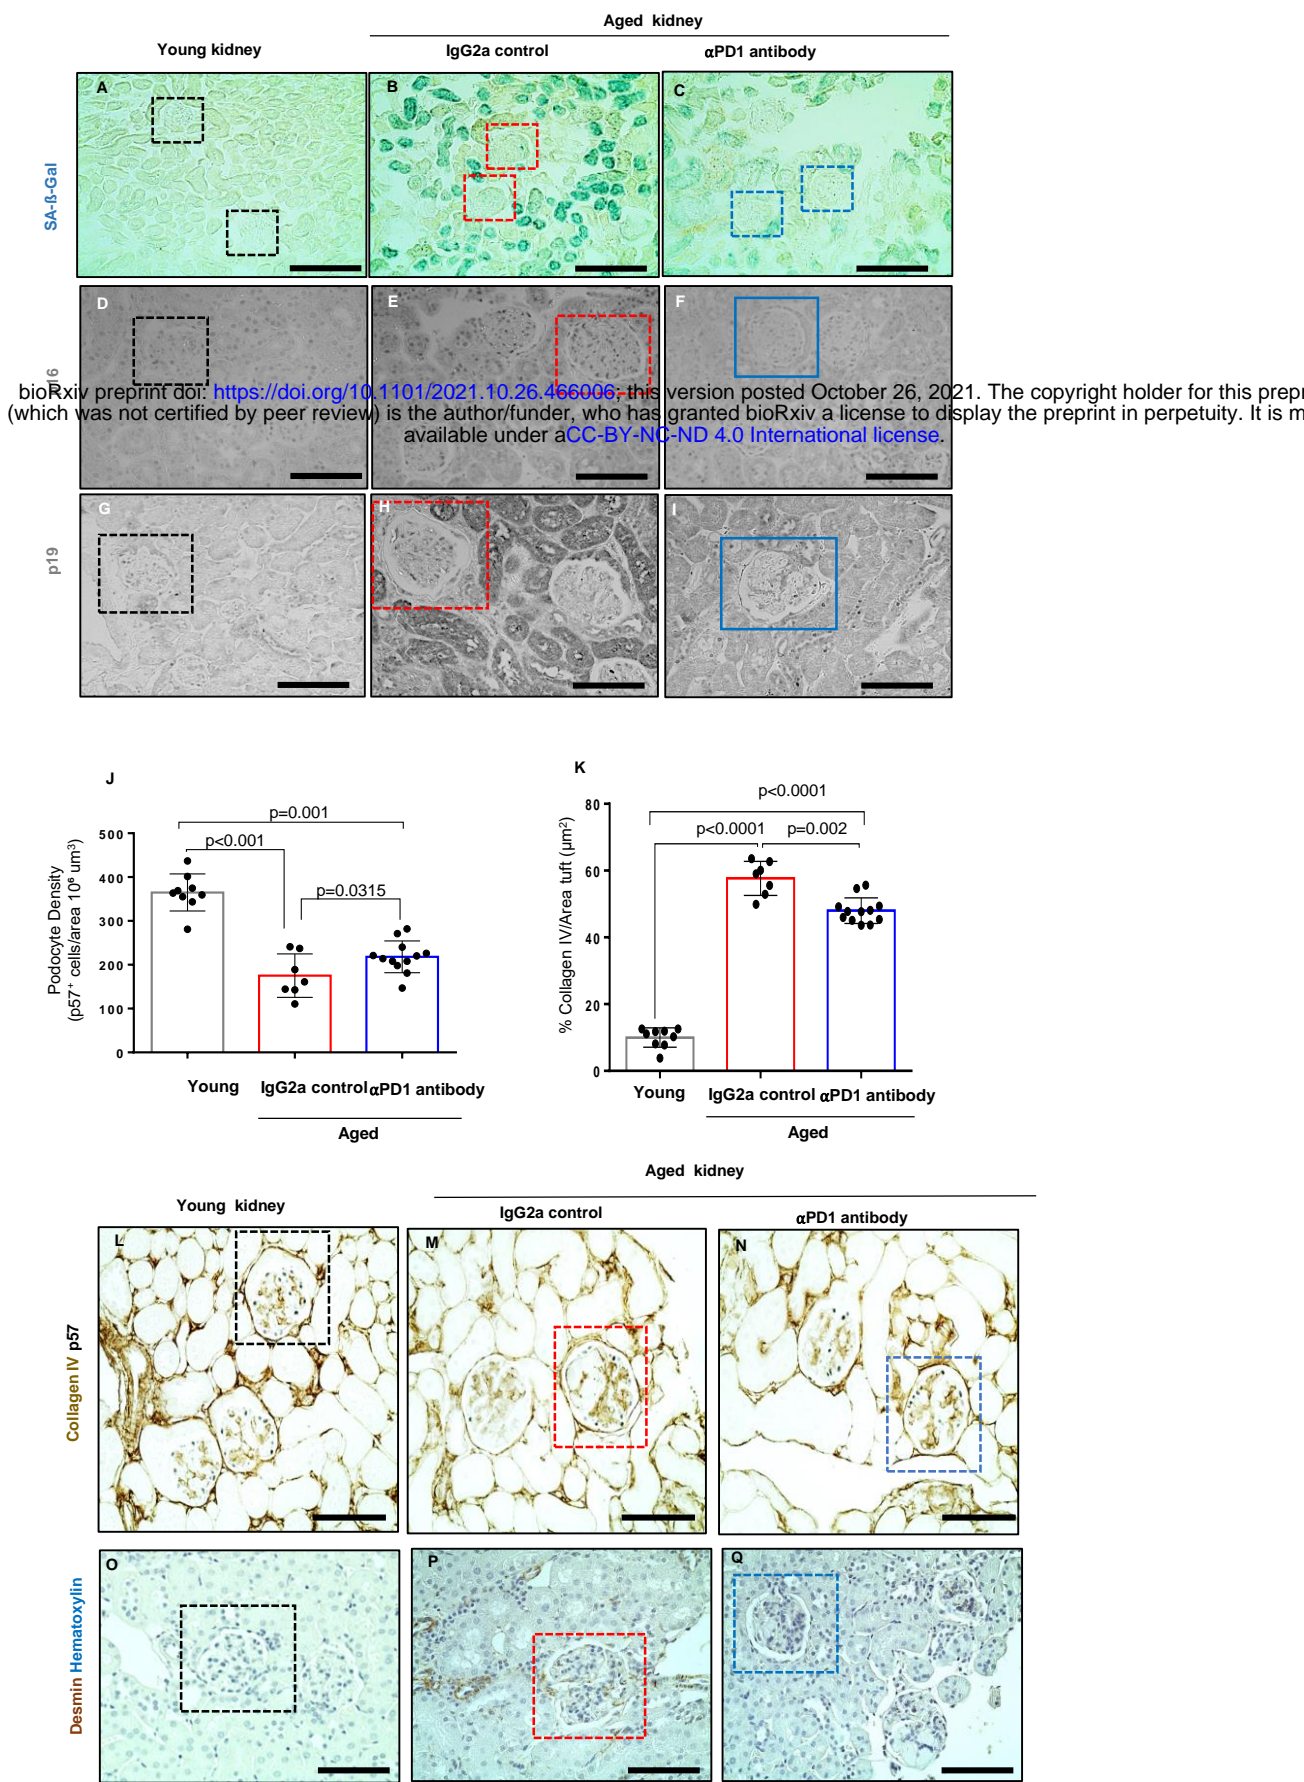 Aged kidney
Young kidney
IgG2a control
αPD1 antibody
A
B
C
SA-ß-Gal
D
E
F
p16
bioRxiv preprint doi: https://doi.org/10.1101/2021.10.26.466006; this version posted October 26, 2021. The copyright holder for this prepr
(which was not certified by peer review) is the author/funder, who has granted bioRxiv a license to display the preprint in perpetuity. It is m
available under aCC-BY-NC-ND 4.0 International license.
G
H
I
p19
J
p=0.001
p<0.001
p=0.0315
500
400
300
200
100
0
Podocyte Density
(p57⁺ cells/area 10⁶ um³)
Young
IgG2a control
αPD1 antibody
Aged
K
p<0.0001
p<0.0001
p=0.002
80
60
40
20
0
% Collagen IV/Area tuft (µm²)
Young
IgG2a control
αPD1 antibody
Aged
Aged kidney
Young kidney
IgG2a control
αPD1 antibody
L
M
N
Collagen IV p57
O
P
Q
Desmin Hematoxylin